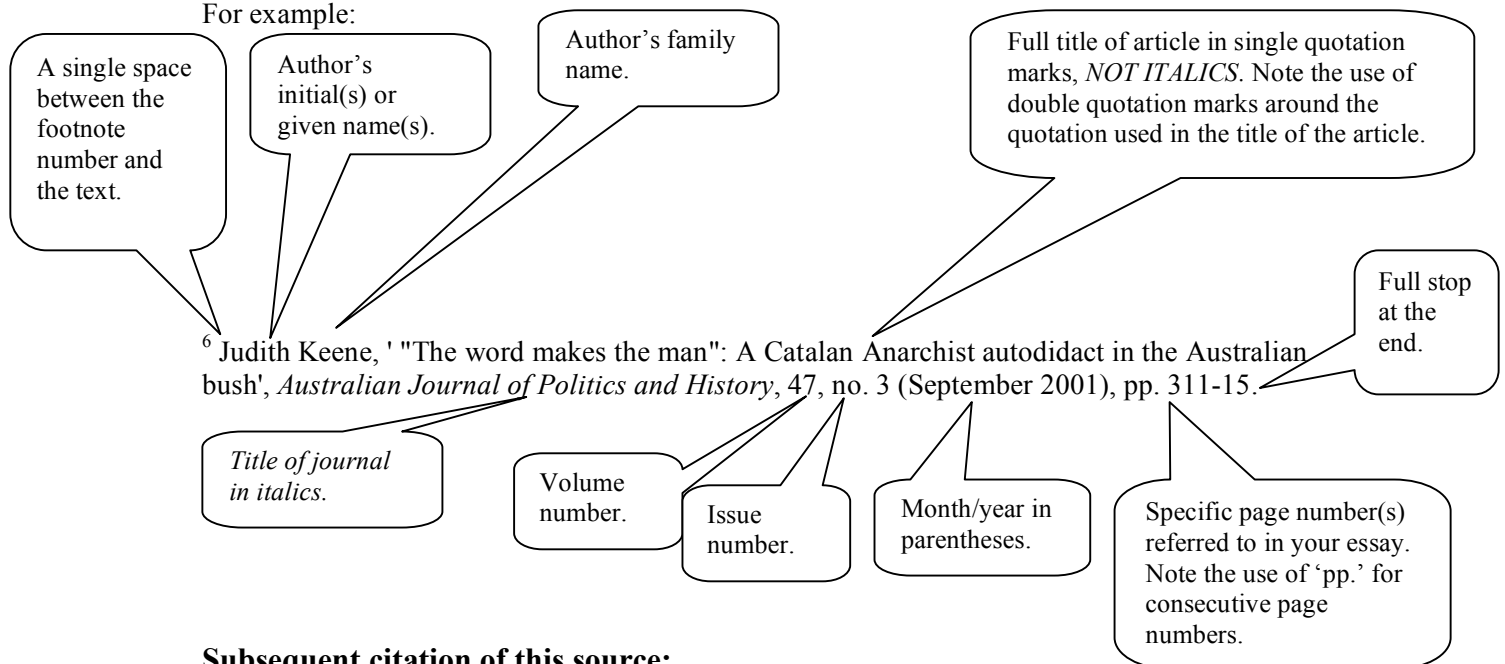 For example:
A single space
between the
footnote
number and
the text.
Author’s
initial(s) or
given name(s).
Author’s family
name.
Full title of article in single quotation
marks, NOT ITALICS. Note the use of
double quotation marks around the
quotation used in the title of the article.
Full stop
at the
end.
6 Judith Keene, ' "The word makes the man": A Catalan Anarchist autodidact in the Australian
bush', Australian Journal of Politics and History, 47, no. 3 (September 2001), pp. 311-15.
Title of journal
in italics.
Volume
number.
Issue
number.
Month/year in
parentheses.
Specific page number(s)
referred to in your essay.
Note the use of ‘pp.’ for
consecutive page
numbers.
Subsequent citation of this source: